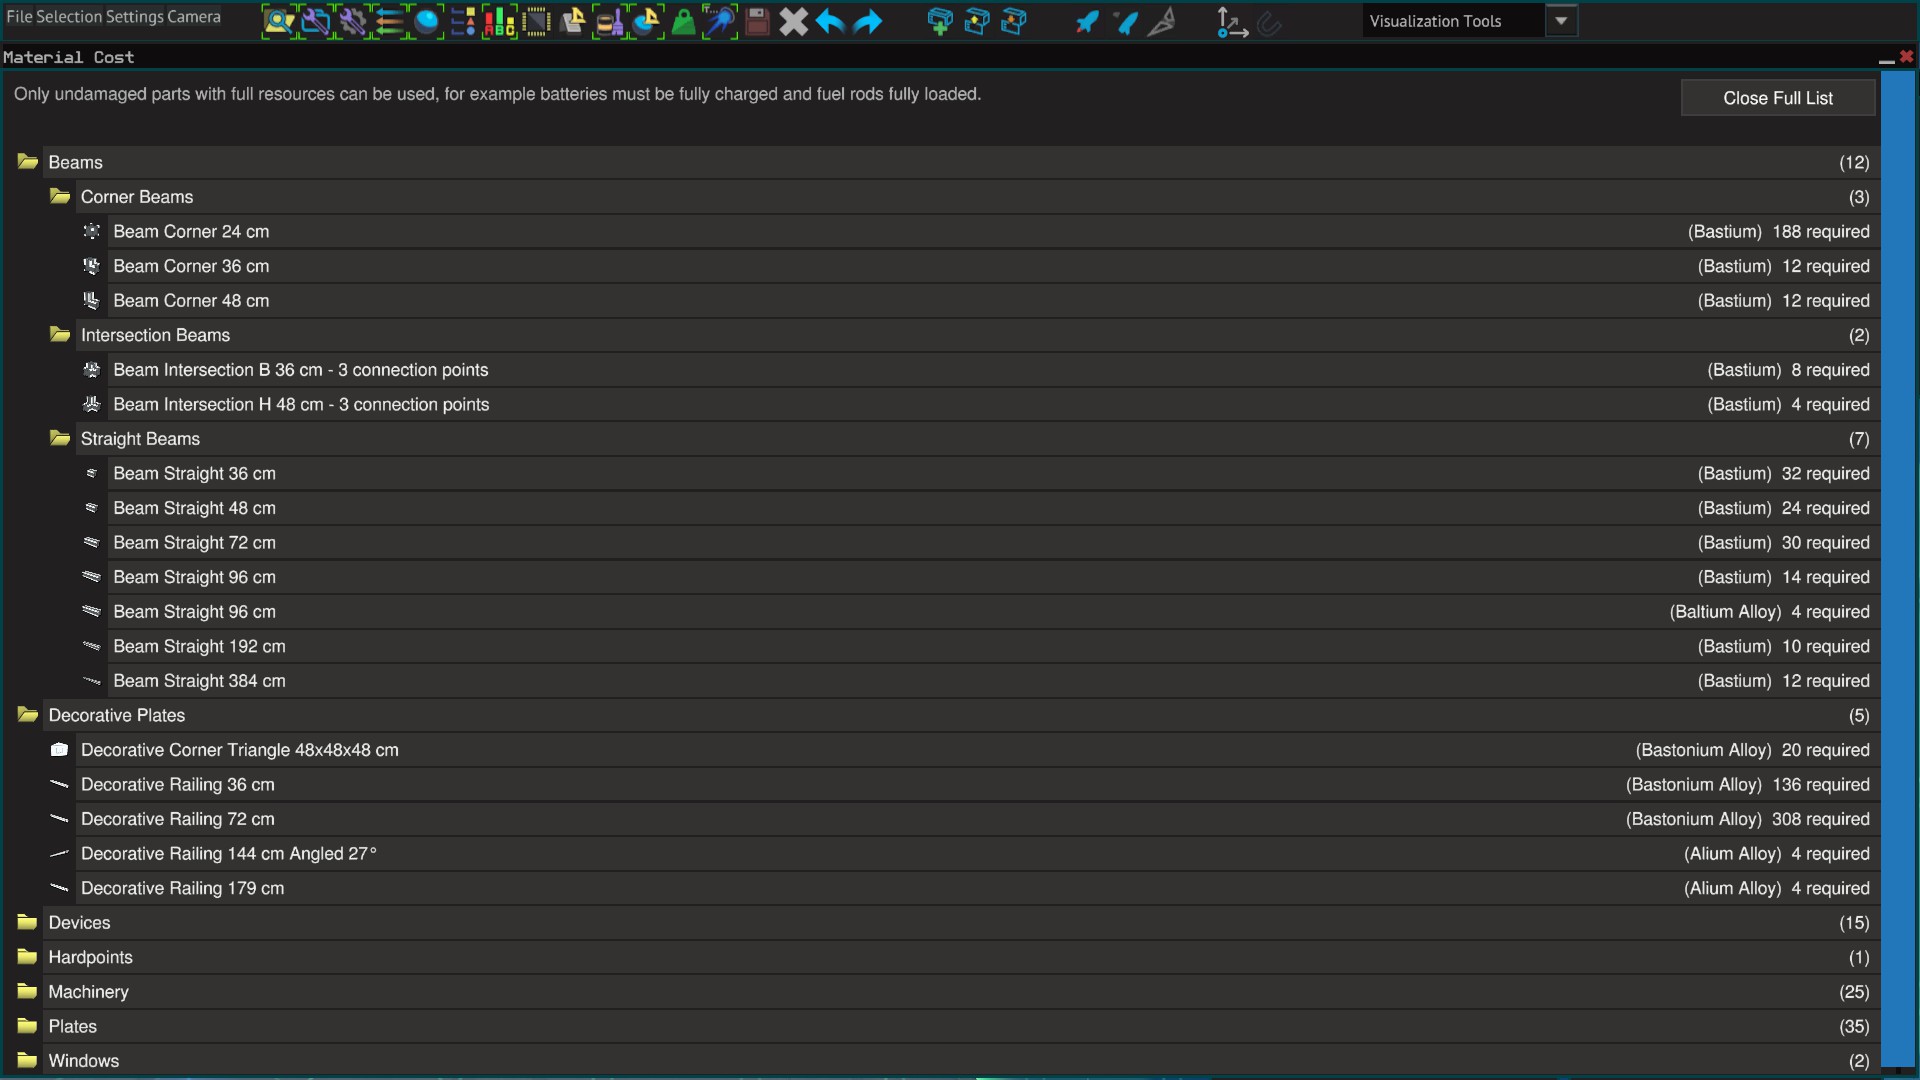 File Selection Settings Camera
ABC
Visualization Tools
Material Cost
Only undamaged parts with full resources can be used, for example batteries must be fully charged and fuel rods fully loaded.
Close Full List
Beams (12)
Corner Beams (3)
Beam Corner 24 cm (Bastium) 188 required
Beam Corner 36 cm (Bastium) 12 required
Beam Corner 48 cm (Bastium) 12 required
Intersection Beams (2)
Beam Intersection B 36 cm - 3 connection points (Bastium) 8 required
Beam Intersection H 48 cm - 3 connection points (Bastium) 4 required
Straight Beams (7)
Beam Straight 36 cm (Bastium) 32 required
Beam Straight 48 cm (Bastium) 24 required
Beam Straight 72 cm (Bastium) 30 required
Beam Straight 96 cm (Bastium) 14 required
Beam Straight 96 cm (Baltium Alloy) 4 required
Beam Straight 192 cm (Bastium) 10 required
Beam Straight 384 cm (Bastium) 12 required
Decorative Plates (5)
Decorative Corner Triangle 48x48x48 cm (Bastonium Alloy) 20 required
Decorative Railing 36 cm (Bastonium Alloy) 136 required
Decorative Railing 72 cm (Bastonium Alloy) 308 required
Decorative Railing 144 cm Angled 27° (Alium Alloy) 4 required
Decorative Railing 179 cm (Alium Alloy) 4 required
Devices (15)
Hardpoints (1)
Machinery (25)
Plates (35)
Windows (2)